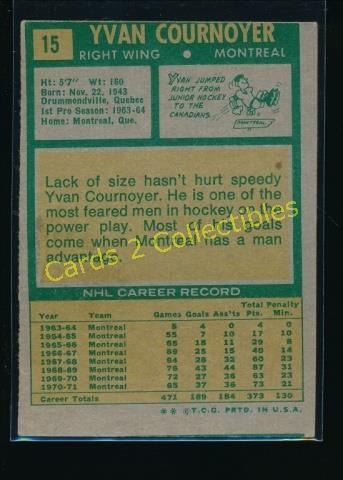 15
YVAN COURNOYER
RIGHT WING • MONTREAL
Ht: 5'7" Wt: 160
Born: Nov. 22, 1943
Drummondville, Quebec
1st Pro Season: 1963-64
Home: Montreal, Que.
YVAN JUMPED
RIGHT FROM
JUNIOR HOCKEY
TO THE
CANADIENS.
MONTREAL
Lack of size hasn't hurt speedy
Yvan Cournoyer. He is one of the
most feared men in hockey on the
power play. Most of his goals
come when Montreal has a man
advantage.
Cards 2 Collectibles
NHL CAREER RECORD
Year Team Games Goals Ass'ts Total Pts. Penalty Min.
1963-64 Montreal 5 4 0 4 0
1964-65 Montreal 55 7 10 17 10
1965-66 Montreal 65 18 11 29 8
1966-67 Montreal 69 25 15 40 14
1967-68 Montreal 64 28 32 60 23
1968-69 Montreal 76 43 44 87 31
1969-70 Montreal 72 27 36 63 23
1970-71 Montreal 65 37 36 73 21
Career Totals 471 189 184 373 130
** © T.C.G. PRTD. IN U.S.A.